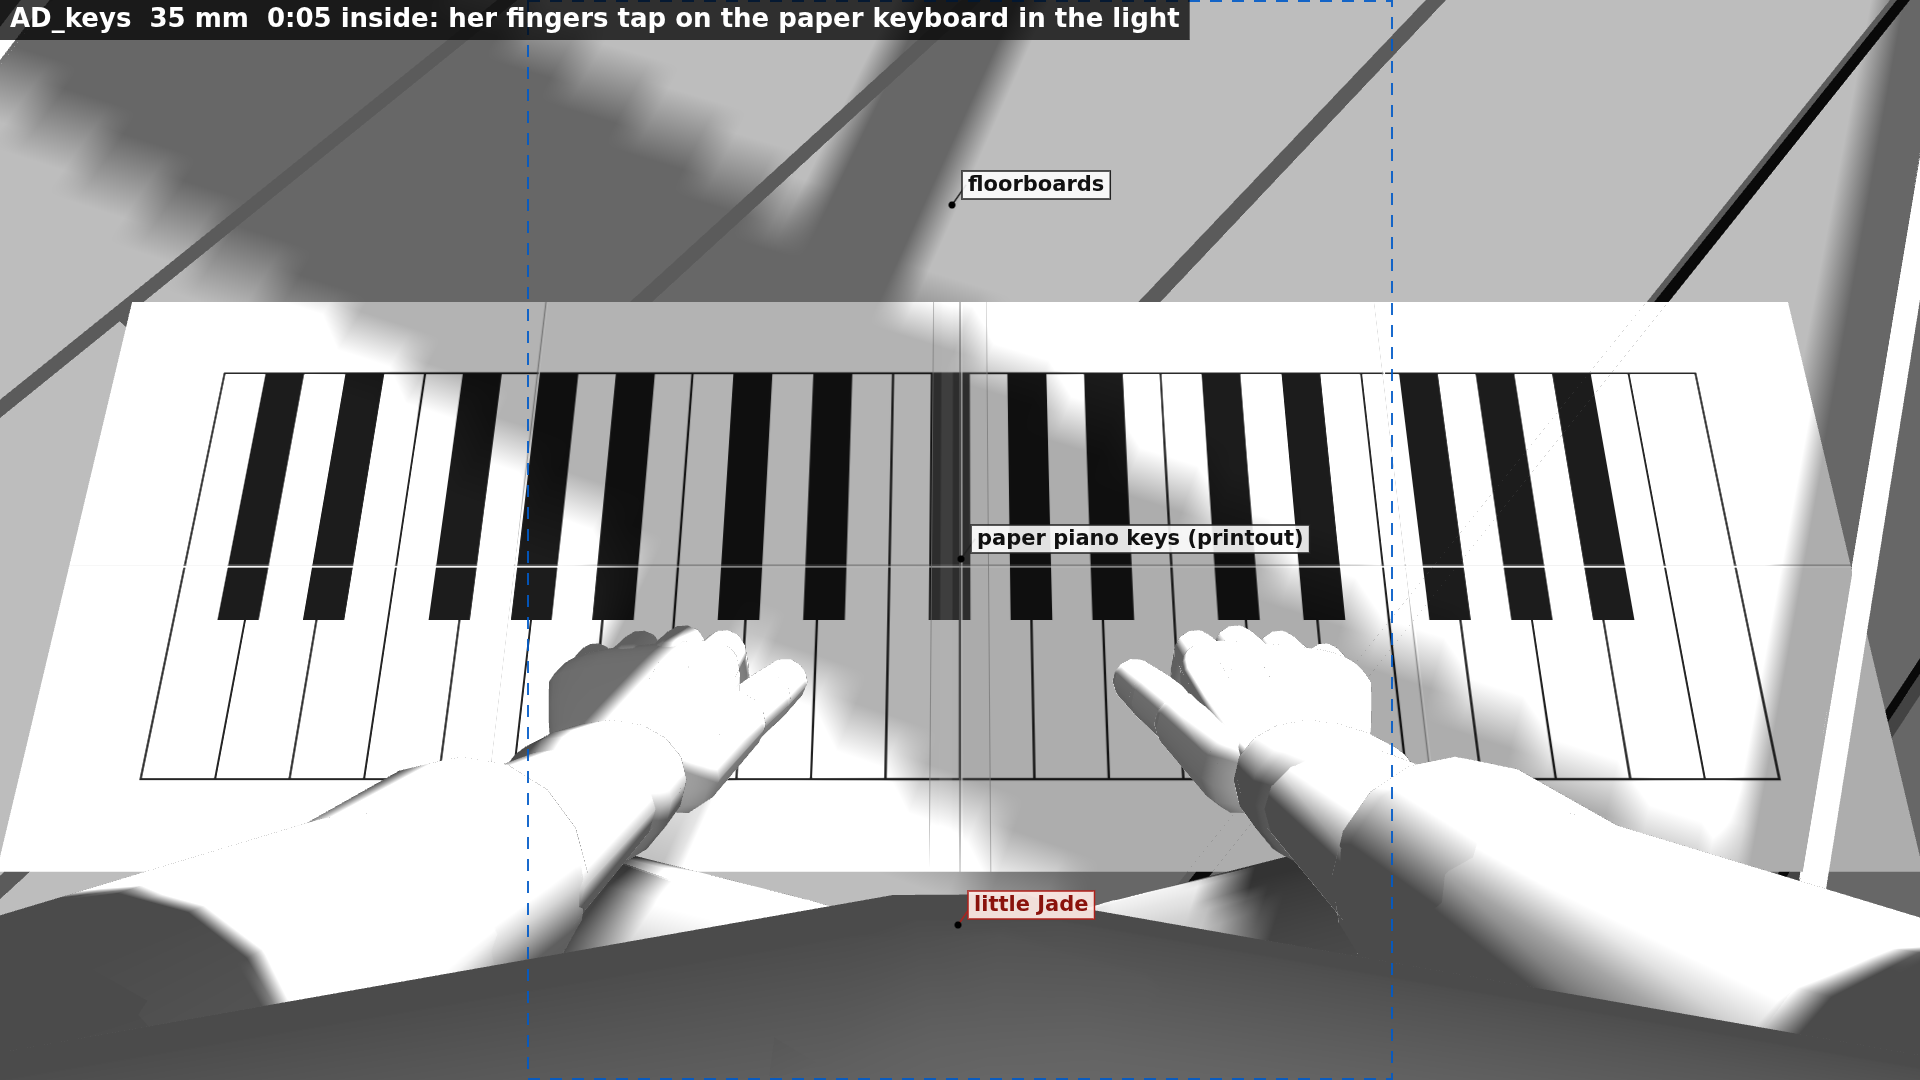 AD_keys 35 mm 0:05 inside: her fingers tap on the paper keyboard in the light
floorboards
paper piano keys (printout)
little Jade